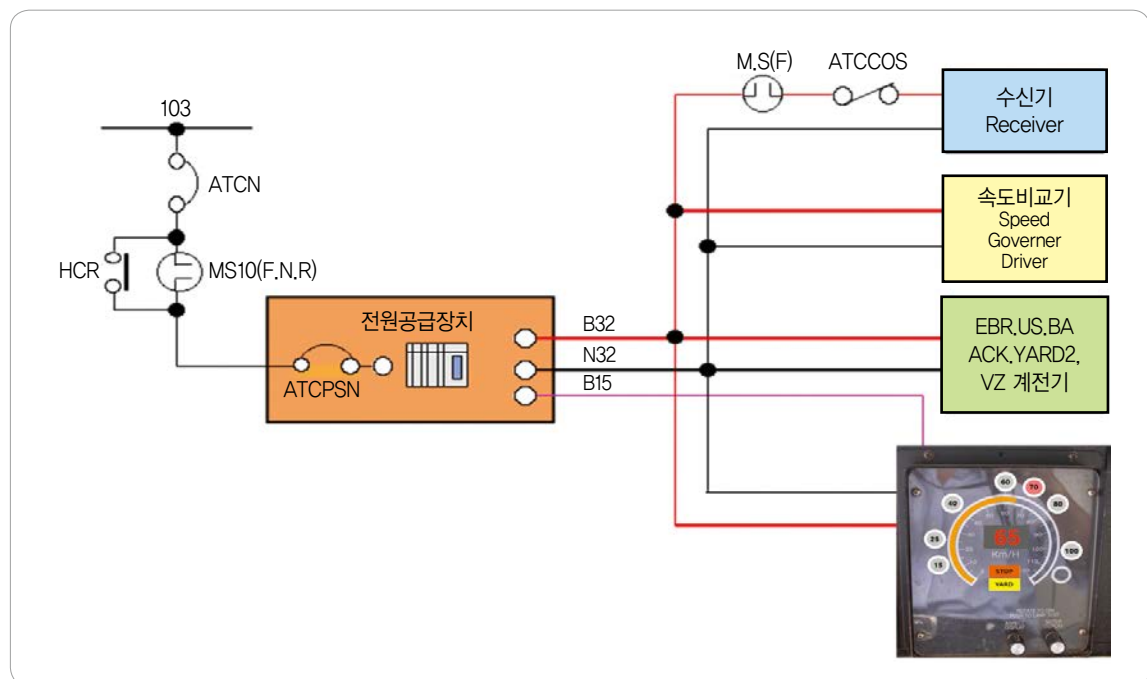 M.S(F)
ATCCOS
수신기
Receiver
103
ATCN
속도비교기
Speed
Governer
Driver
HCR
MS10(F.N.R)
전원공급장치
ATCPSN
B32
N32
B15
EBR.US.BA
ACK.YARD2,
VZ 계전기
60
70
40
80
25
65
Km/H
100
15
STOP
YARD